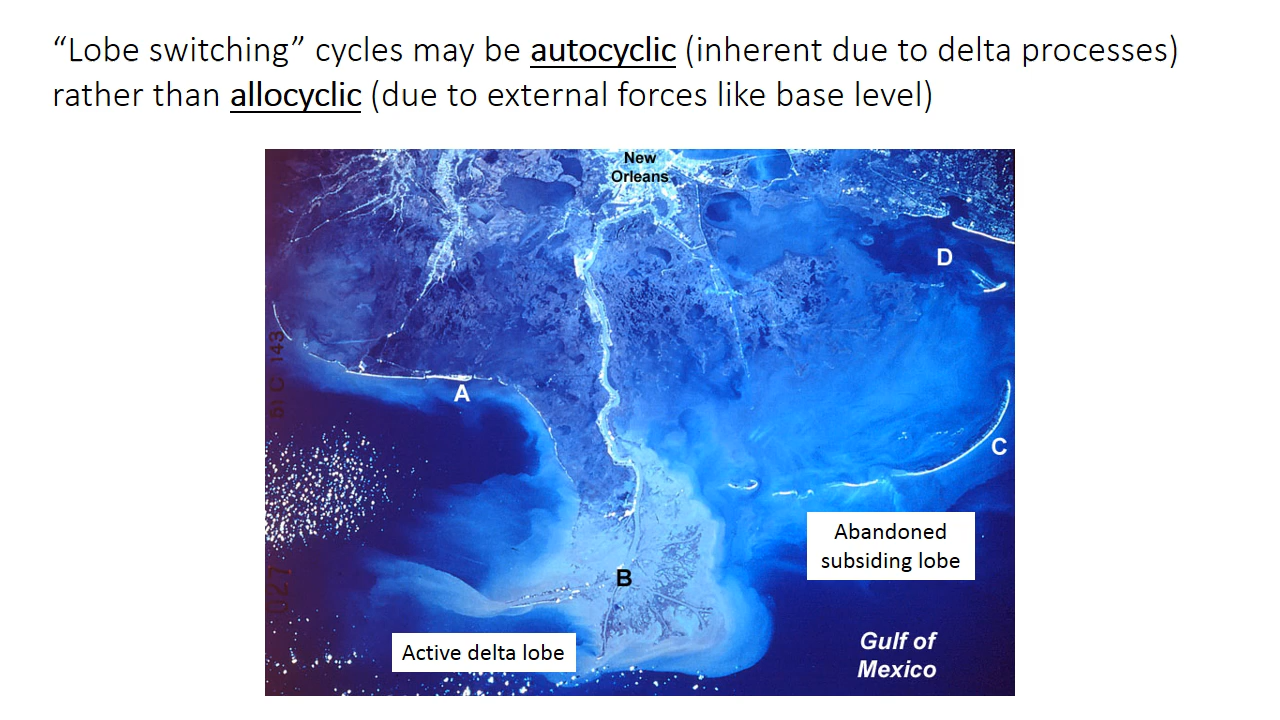 “Lobe switching” cycles may be autocyclic (inherent due to delta processes)
rather than allocyclic (due to external forces like base level)
New
Orleans
D
A
C
B
Abandoned
subsiding lobe
Active delta lobe
Gulf of
Mexico